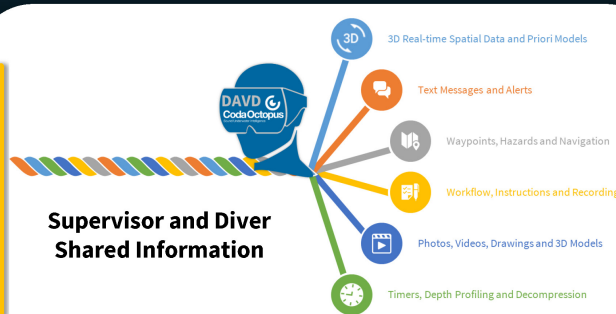 3D
3D Real-time Spatial Data and Priori Models
Text Messages and Alerts
DAVD
CodaOctopus
Waypoints, Hazards and Navigation
Workflow, Instructions and Recording
Supervisor and Diver
Shared Information
Photos, Videos, Drawings and 3D Models
Timers, Depth Profiling and Decompression